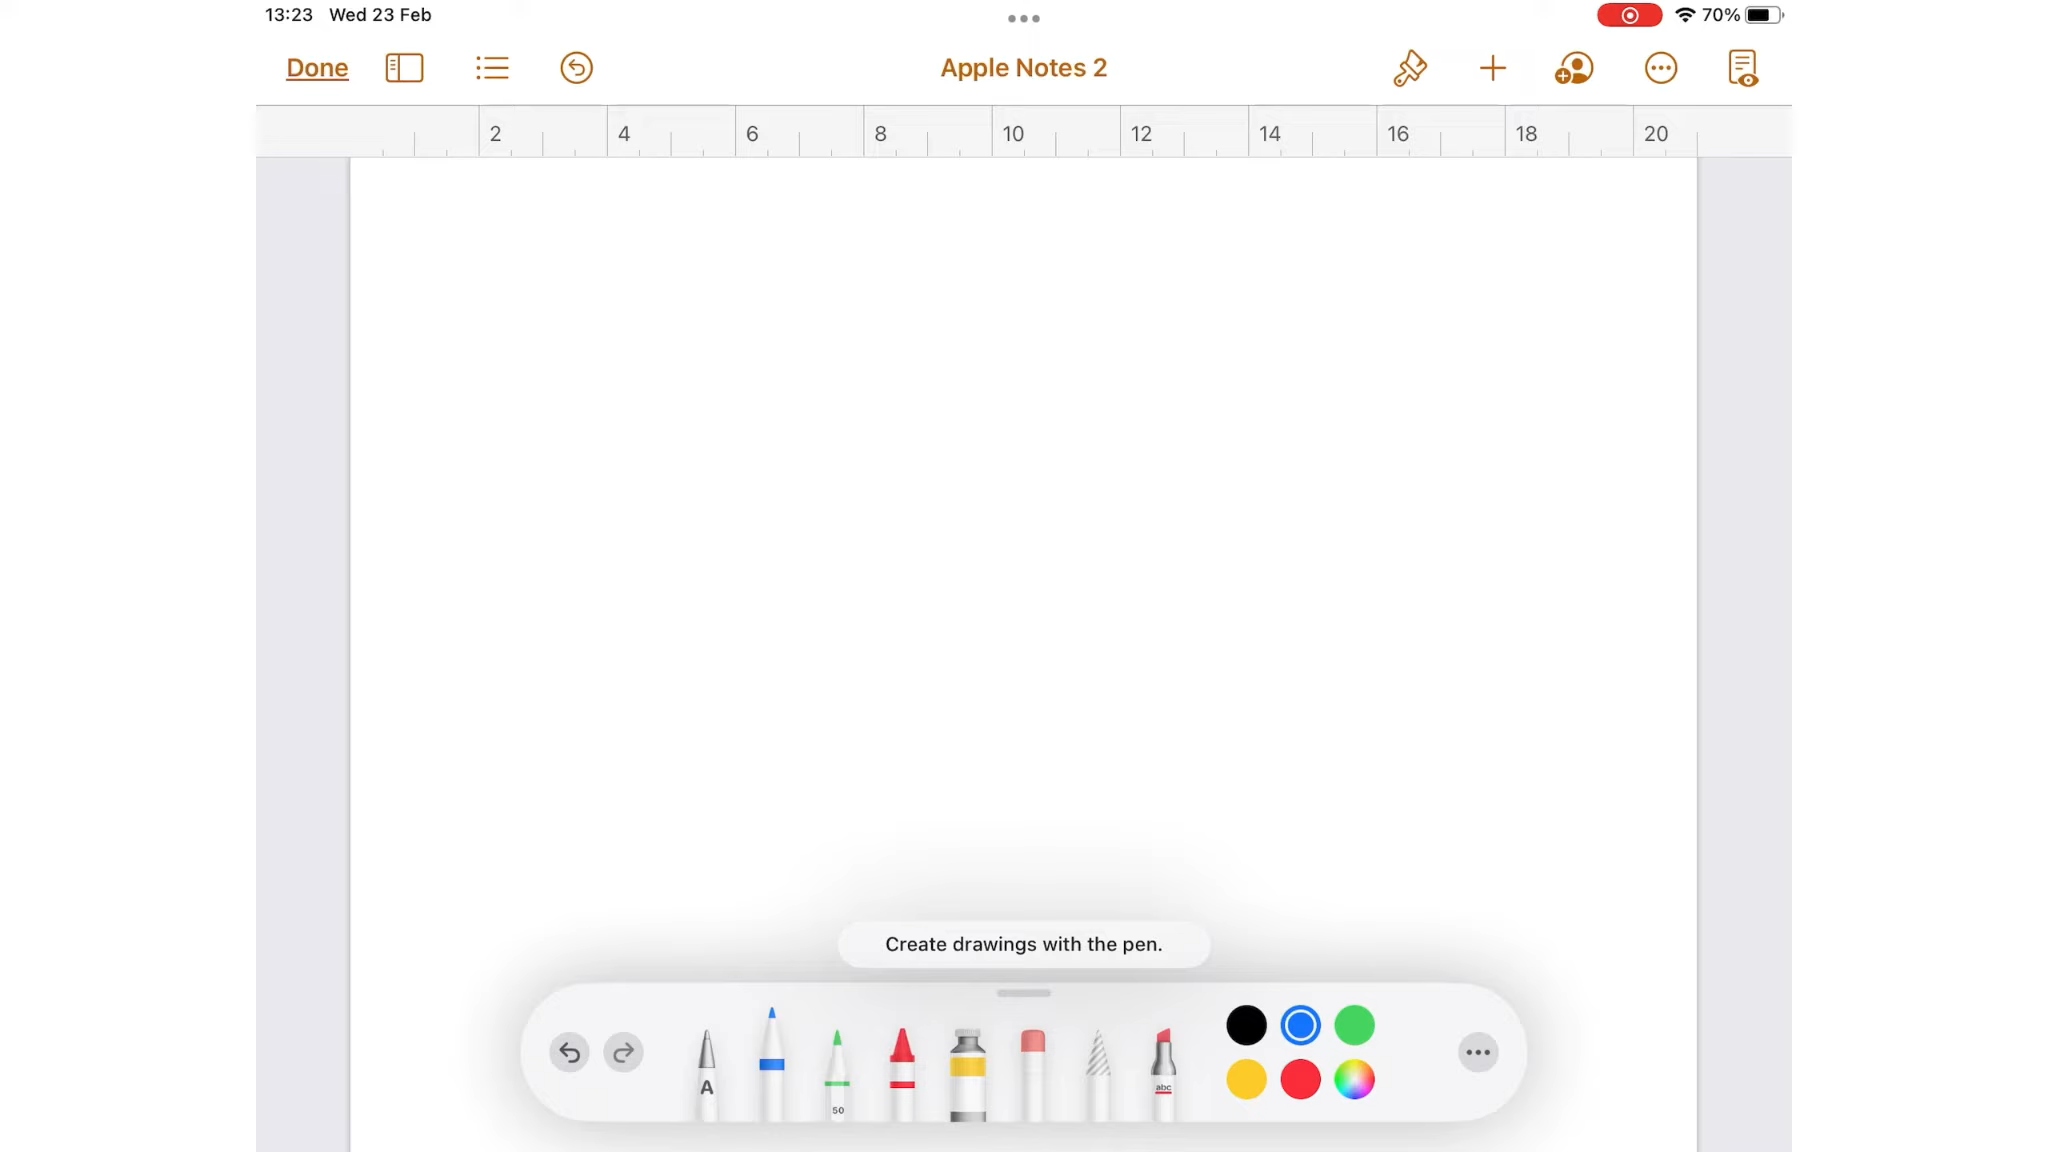 13:23 Wed 23 Feb
70%
Done
Apple Notes 2
2 4 6 8 10 12 14 16 18 20
Create drawings with the pen.
A
50
abc